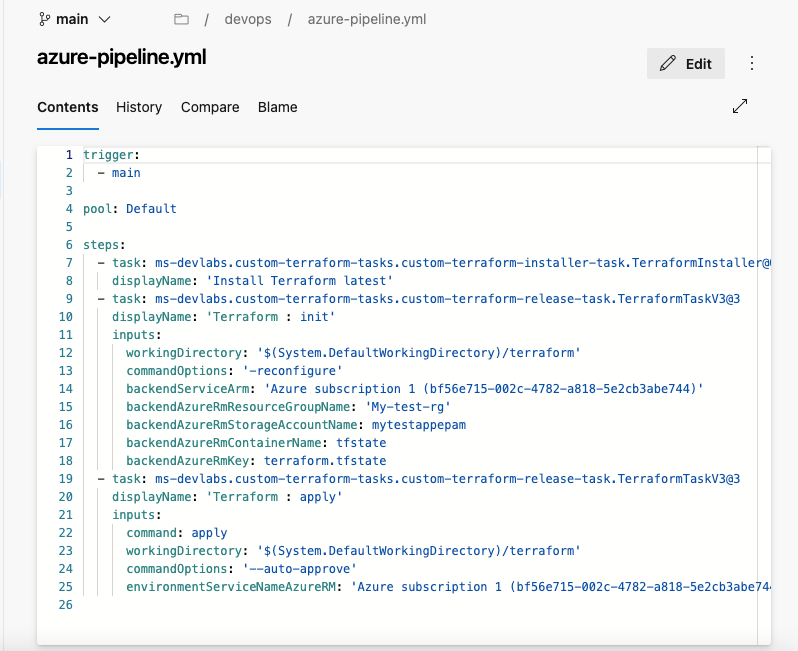 main
/ devops / azure-pipeline.yml
azure-pipeline.yml
Edit
Contents History Compare Blame
1 trigger:
2 - main
3
4 pool: Default
5
6 steps:
7 - task: ms-devlabs.custom-terraform-tasks.custom-terraform-installer-task.TerraformInstaller@
8 displayName: 'Install Terraform latest'
9 - task: ms-devlabs.custom-terraform-tasks.custom-terraform-release-task.TerraformTaskV3@3
10 displayName: 'Terraform : init'
11 inputs:
12 workingDirectory: '$(System.DefaultWorkingDirectory)/terraform'
13 commandOptions: '-reconfigure'
14 backendServiceArm: 'Azure subscription 1 (bf56e715-002c-4782-a818-5e2cb3abe744)'
15 backendAzureRmResourceGroupName: 'My-test-rg'
16 backendAzureRmStorageAccountName: mytestappepam
17 backendAzureRmContainerName: tfstate
18 backendAzureRmKey: terraform.tfstate
19 - task: ms-devlabs.custom-terraform-tasks.custom-terraform-release-task.TerraformTaskV3@3
20 displayName: 'Terraform : apply'
21 inputs:
22 command: apply
23 workingDirectory: '$(System.DefaultWorkingDirectory)/terraform'
24 commandOptions: '--auto-approve'
25 environmentServiceNameAzureRM: 'Azure subscription 1 (bf56e715-002c-4782-a818-5e2cb3abe74
26